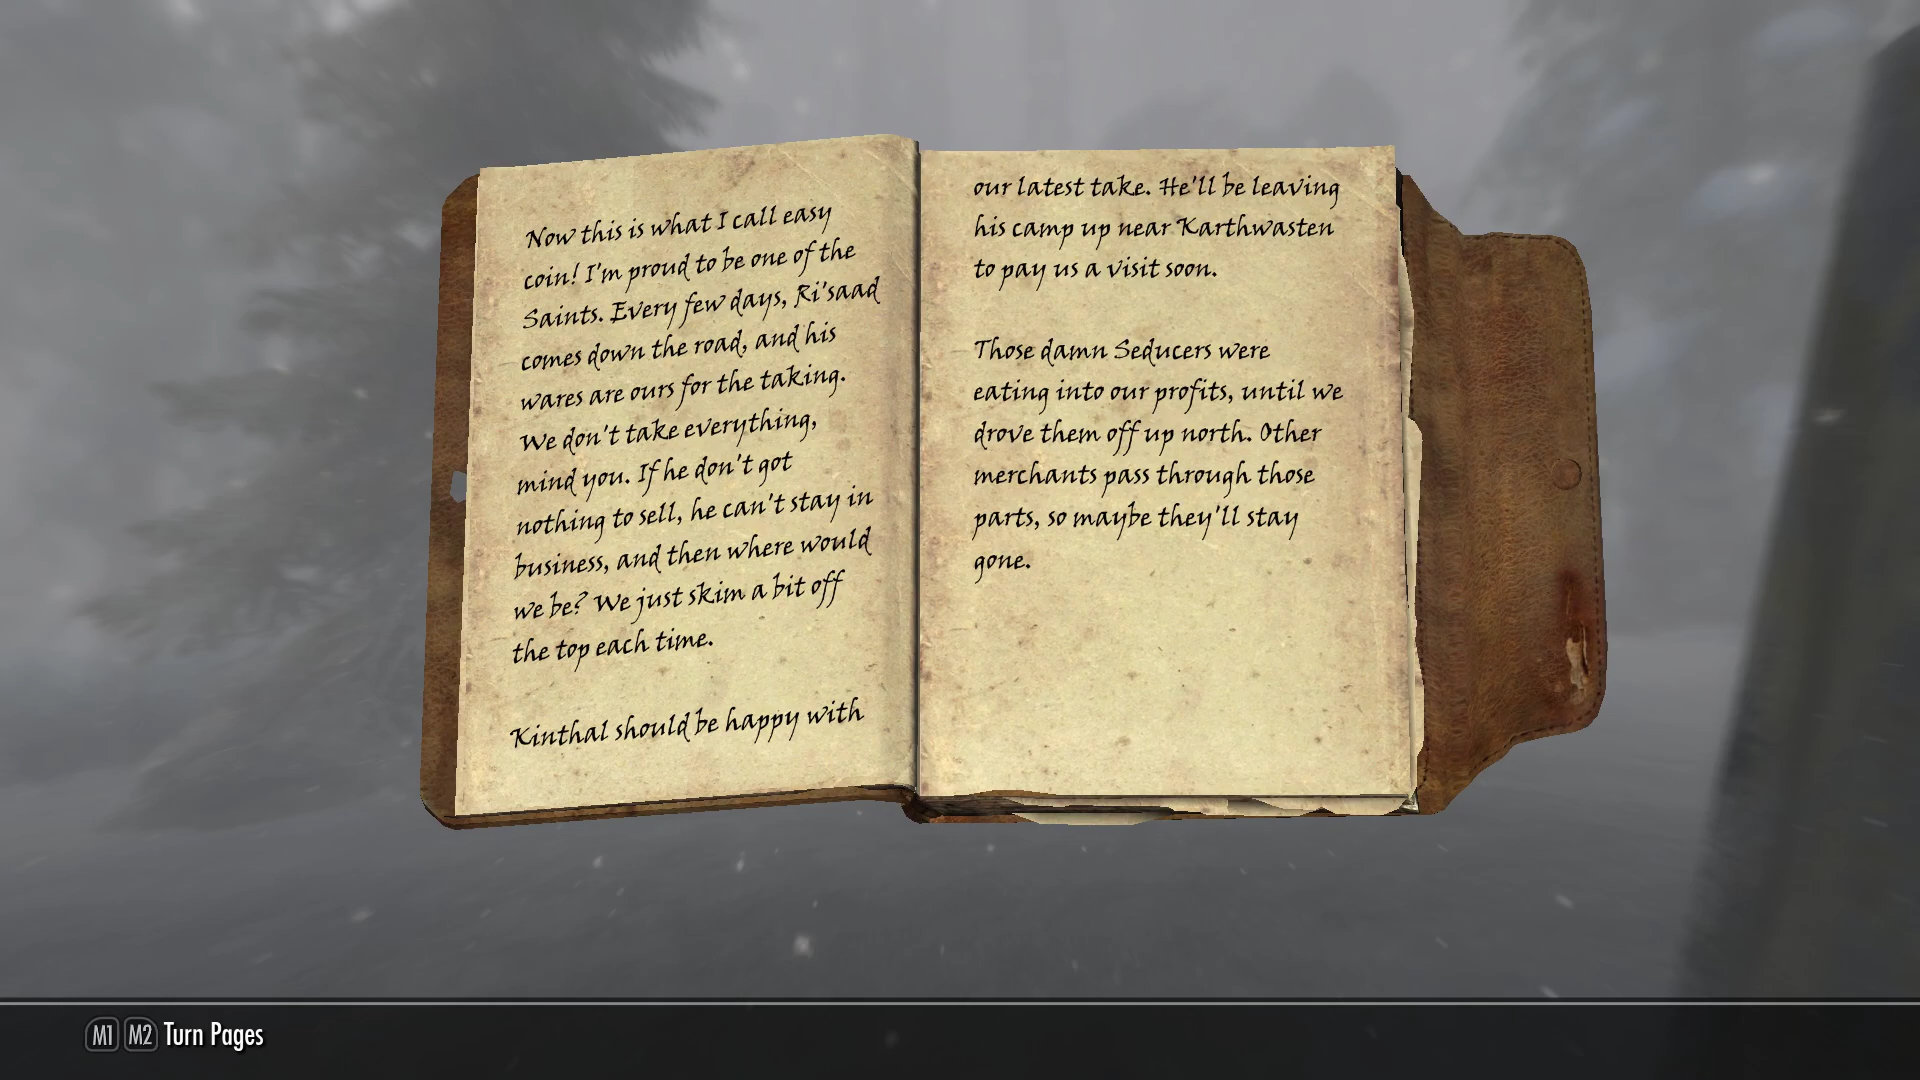 Now this is what I call easy
coin! I'm proud to be one of the
Saints. Every few days, Ri'saad
comes down the road, and his
wares are ours for the taking.
We don't take everything,
mind you. If he don't got
nothing to sell, he can't stay in
business, and then where would
we be? We just skim a bit off
the top each time.
Kinthal should be happy with
our latest take. He'll be leaving
his camp up near Karthwasten
to pay us a visit soon.
Those damn Seducers were
eating into our profits, until we
drove them off up north. Other
merchants pass through those
parts, so maybe they'll stay
gone.
M1 M2 Turn Pages